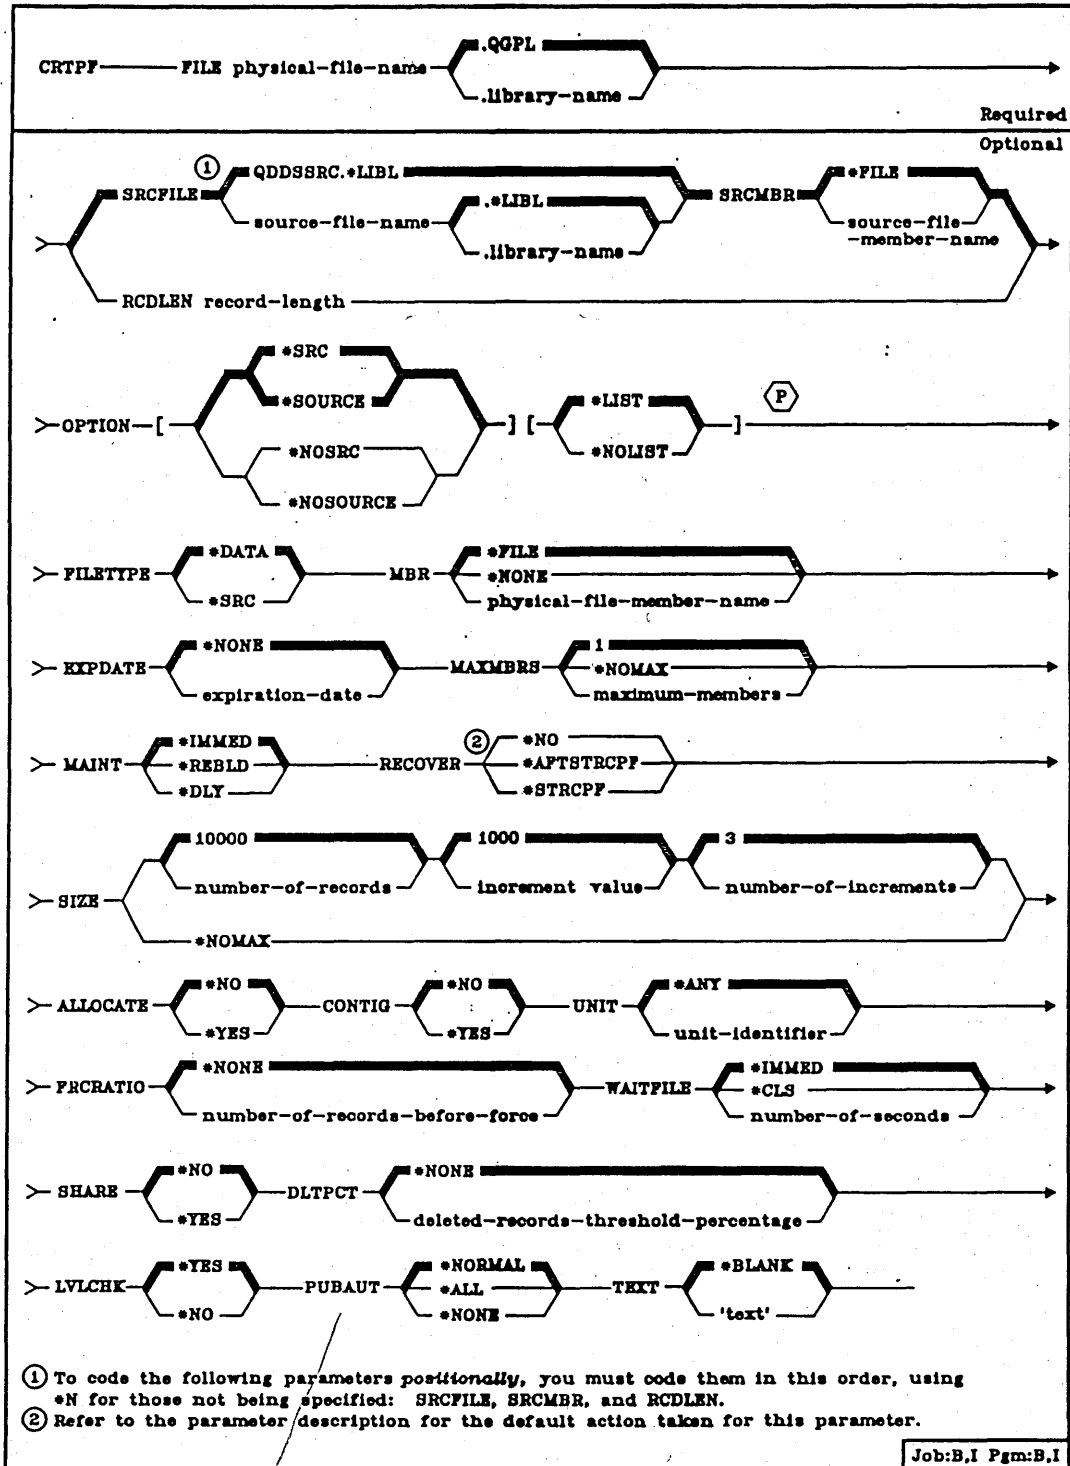 .QGPL
CRTPF FILE physical-file-name
.library-name
Required
Optional
① QDDSSRC.*LIBL *FILE
SRCFILE .*LIBL SRCMBR
source-file-name source-file
-member-name
.library-name
RCDLEN record-length
*SRC
*SOURCE *LIST P
OPTION [ ] [ ]
*NOSRC *NOLIST
*NOSOURCE
*DATA *FILE
FILETYPE MBR *NONE
*SRC physical-file-member-name
*NONE 1
EXPDATE MAXMBRS *NOMAX
expiration-date maximum-members
*IMMED ② *NO
MAINT *REBLD RECOVER *AFTSTRCPF
*DLY *STRCPF
10000 1000 3
number-of-records increment value number-of-increments
SIZE
*NOMAX
*NO *NO *ANY
ALLOCATE CONTIG UNIT
*YES *YES unit-identifier
*NONE *IMMED
FRCRATIO WAITFILE *CLS
number-of-records-before-force number-of-seconds
*NO *NONE
SHARE DLTPCT
*YES deleted-records-threshold-percentage
*YES *NORMAL *BLANK
LVLCHK PUBAUT *ALL TEXT
*NO *NONE 'text'
① To code the following parameters positionally, you must code them in this order, using
*N for those not being specified: SRCFILE, SRCMBR, and RCDLEN.
② Refer to the parameter description for the default action taken for this parameter.
Job:B,I Pgm:B,I